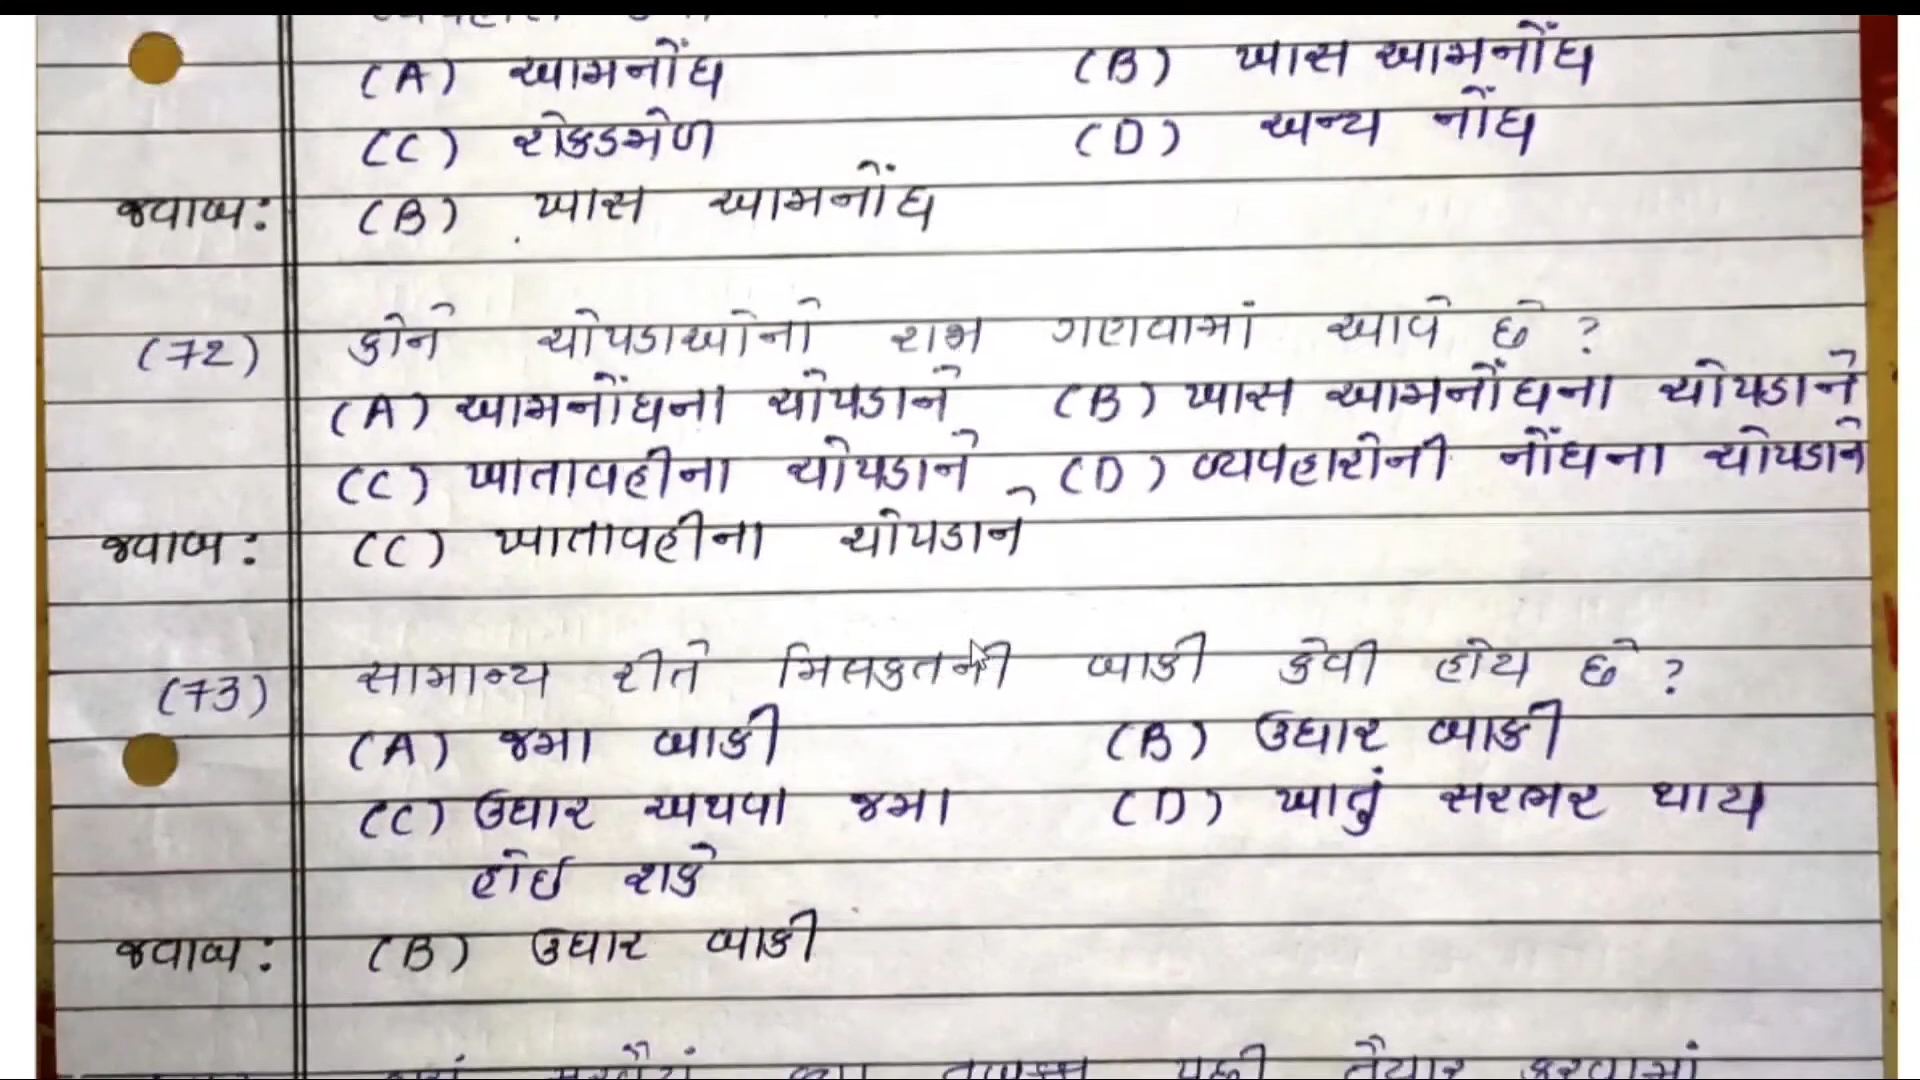 (A) આમનોંધ (B) ખાસ આમનોંધ
(C) રોકડમેળ (D) અન્ય નોંધ
જવાબ: (B) ખાસ આમનોંધ
(72) કોને ચોપડાઓનો રાજા ગણવામાં આવે છે ?
(A) આમનોંધના ચોપડાને (B) ખાસ આમનોંધના ચોપડાને
(C) ખાતાવહીના ચોપડાને (D) વ્યવહારોની નોંધના ચોપડાને
જવાબ: (C) ખાતાવહીના ચોપડાને
(73) સામાન્ય રીતે મિલકતની બાકી કેવી હોય છે ?
(A) જમા બાકી (B) ઉધાર બાકી
(C) ઉધાર અથવા જમા (D) ખાતું સરભર થાય
હોઈ શકે
જવાબ: (B) ઉધાર બાકી
તૈયાર કરવામાં